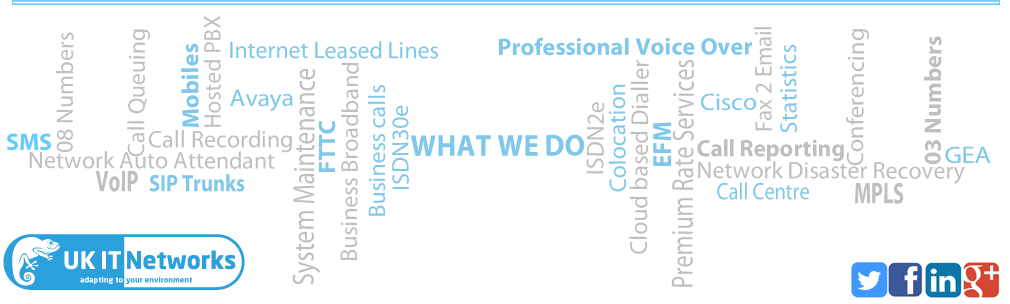 SMS
08 Numbers
Call Queuing
Mobiles
Hosted PBX
Internet Leased Lines
Avaya
Call Recording
Network Auto Attendant
VoIP
SIP Trunks
System Maintenance
FTTC
Business Broadband
Business calls
ISDN30e
WHAT WE DO
Professional Voice Over
ISDN2e
Colocation
Cloud based Dialler
EFM
Premium Rate Services
Cisco
Fax 2 Email
Statistics
Call Reporting
Network Disaster Recovery
Call Centre
Conferencing
MPLS
03 Numbers
GEA
UK IT Networks
adapting to your environment
f
in
g+